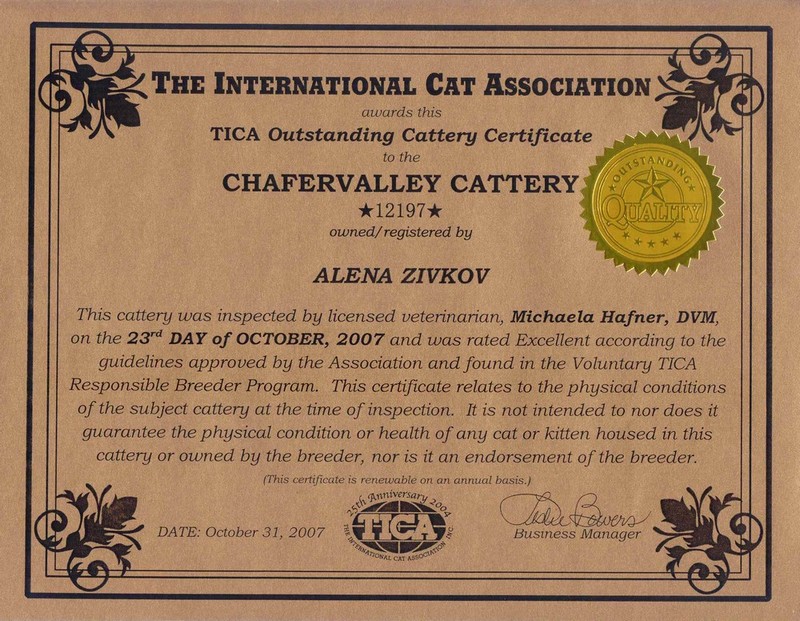 THE INTERNATIONAL CAT ASSOCIATION
awards this
TICA Outstanding Cattery Certificate
to the
CHAFERVALLEY CATTERY
★12197★
owned/registered by
ALENA ZIVKOV
OUTSTANDING
QUALITY
This cattery was inspected by licensed veterinarian, Michaela Hafner, DVM,
on the 23rd DAY of OCTOBER, 2007 and was rated Excellent according to the
guidelines approved by the Association and found in the Voluntary TICA
Responsible Breeder Program. This certificate relates to the physical conditions
of the subject cattery at the time of inspection. It is not intended to nor does it
guarantee the physical condition or health of any cat or kitten housed in this
cattery or owned by the breeder, nor is it an endorsement of the breeder.
(This certificate is renewable on an annual basis.)
DATE: October 31, 2007
25th Anniversary 2004
TICA
THE INTERNATIONAL CAT ASSOCIATION, INC.
Leslie Bowers
Business Manager